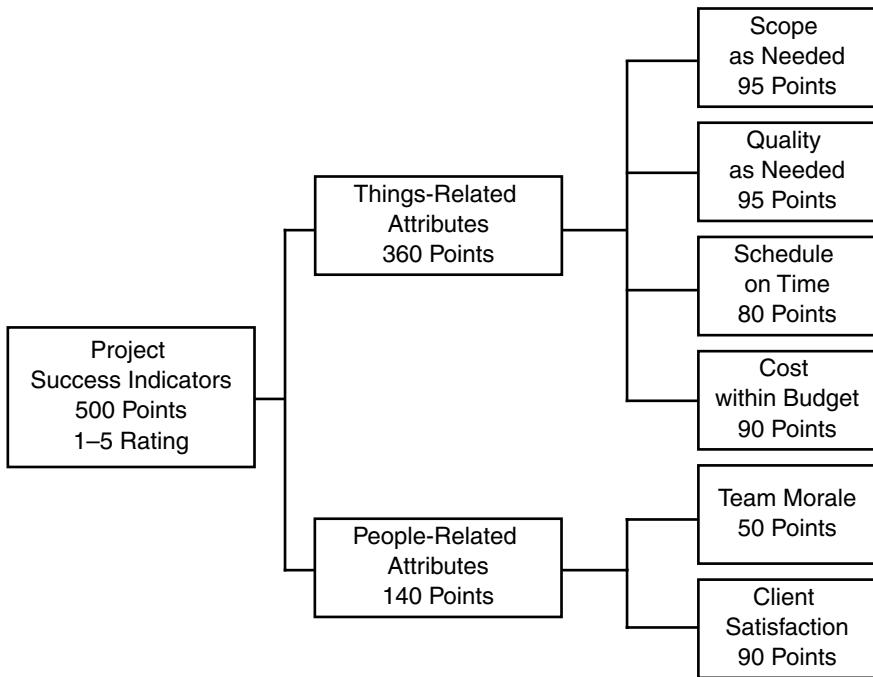 Project
Success Indicators
500 Points
1–5 Rating
Things-Related
Attributes
360 Points
Scope
as Needed
95 Points
Quality
as Needed
95 Points
Schedule
on Time
80 Points
Cost
within Budget
90 Points
People-Related
Attributes
140 Points
Team Morale
50 Points
Client
Satisfaction
90 Points